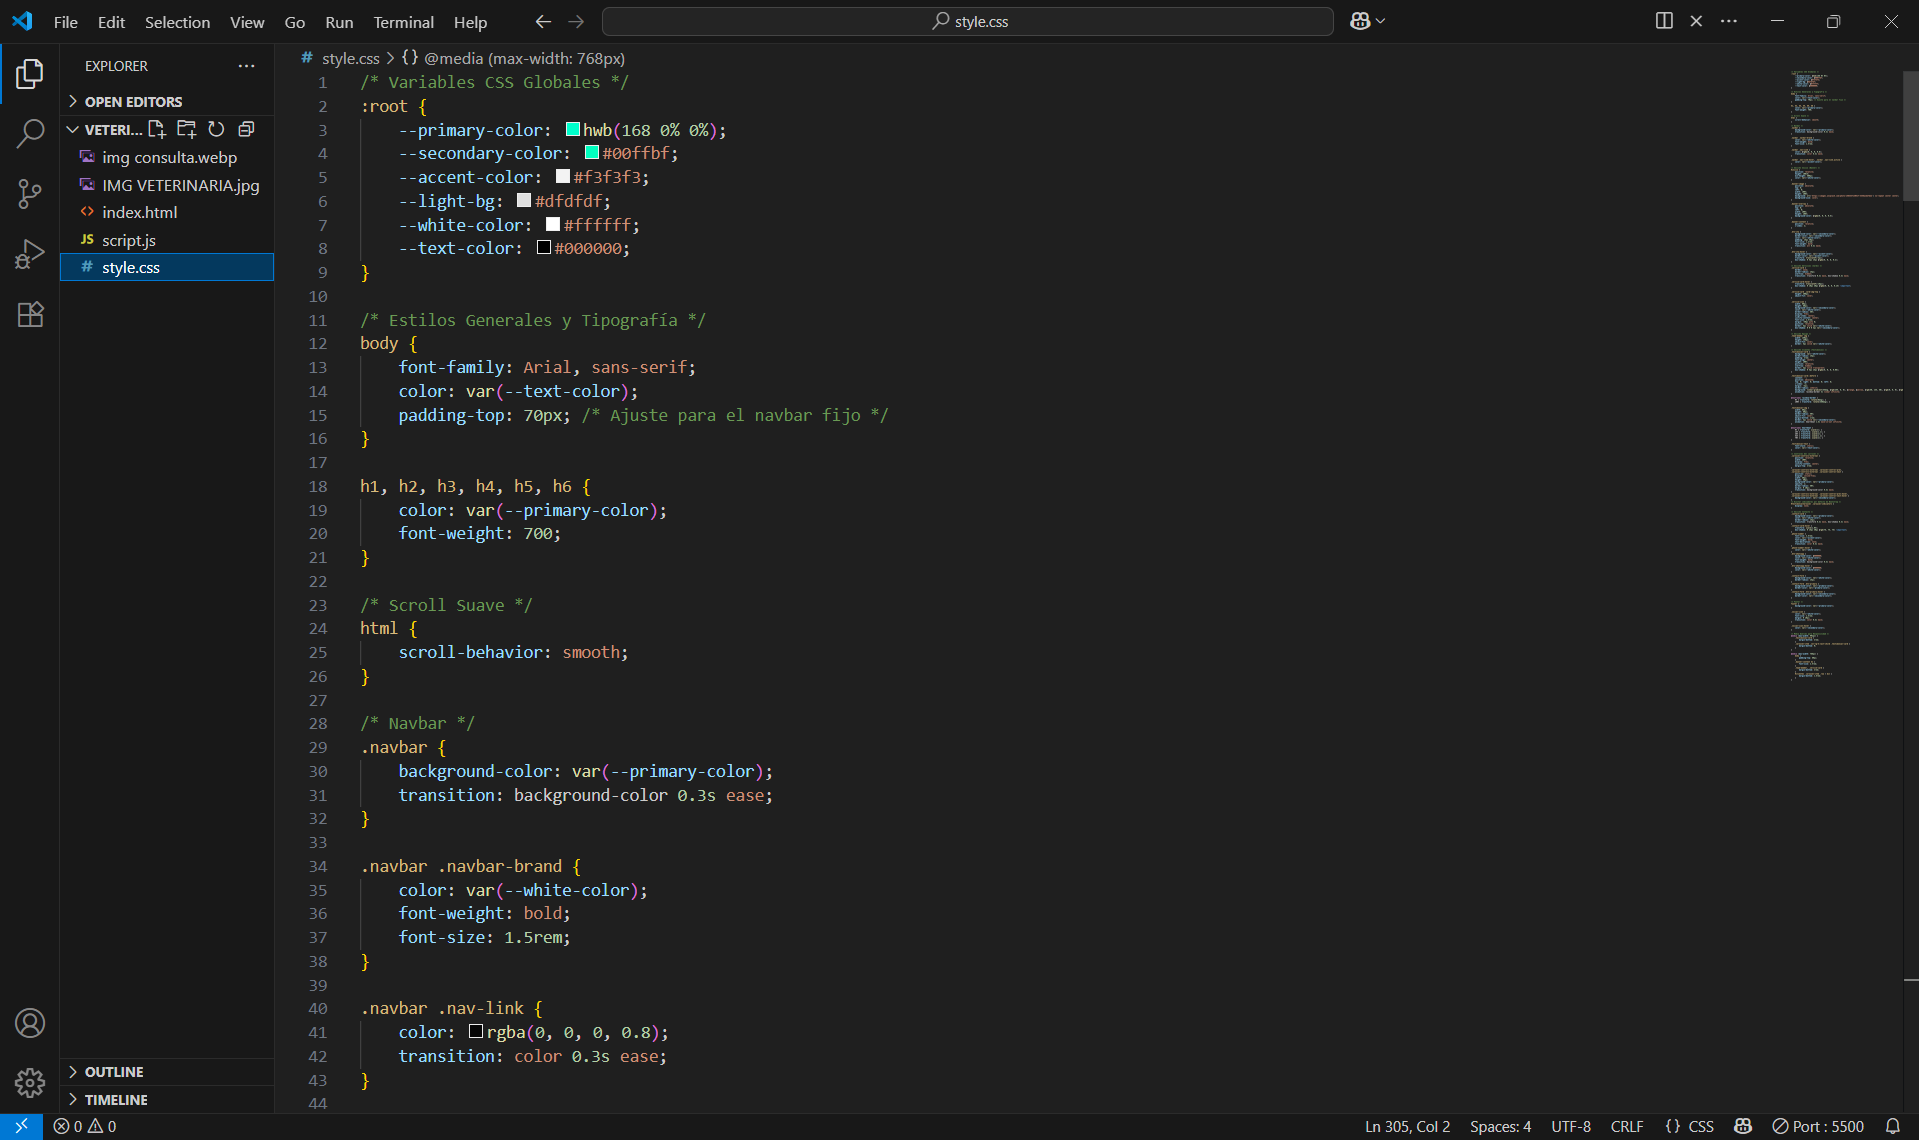 File Edit Selection View Go Run Terminal Help
style.css
EXPLORER
OPEN EDITORS
VETERI...
img consulta.webp
IMG VETERINARIA.jpg
index.html
JS script.js
# style.css
OUTLINE
TIMELINE
# style.css > {} @media (max-width: 768px)
1 /* Variables CSS Globales */
2 :root {
3 --primary-color: hwb(168 0% 0%);
4 --secondary-color: #00ffbf;
5 --accent-color: #f3f3f3;
6 --light-bg: #dfdfdf;
7 --white-color: #ffffff;
8 --text-color: #000000;
9 }
10
11 /* Estilos Generales y Tipografía */
12 body {
13 font-family: Arial, sans-serif;
14 color: var(--text-color);
15 padding-top: 70px; /* Ajuste para el navbar fijo */
16 }
17
18 h1, h2, h3, h4, h5, h6 {
19 color: var(--primary-color);
20 font-weight: 700;
21 }
22
23 /* Scroll Suave */
24 html {
25 scroll-behavior: smooth;
26 }
27
28 /* Navbar */
29 .navbar {
30 background-color: var(--primary-color);
31 transition: background-color 0.3s ease;
32 }
33
34 .navbar .navbar-brand {
35 color: var(--white-color);
36 font-weight: bold;
37 font-size: 1.5rem;
38 }
39
40 .navbar .nav-link {
41 color: rgba(0, 0, 0, 0.8);
42 transition: color 0.3s ease;
43 }
44
0 0
Ln 305, Col 2 Spaces: 4 UTF-8 CRLF {} CSS Port : 5500